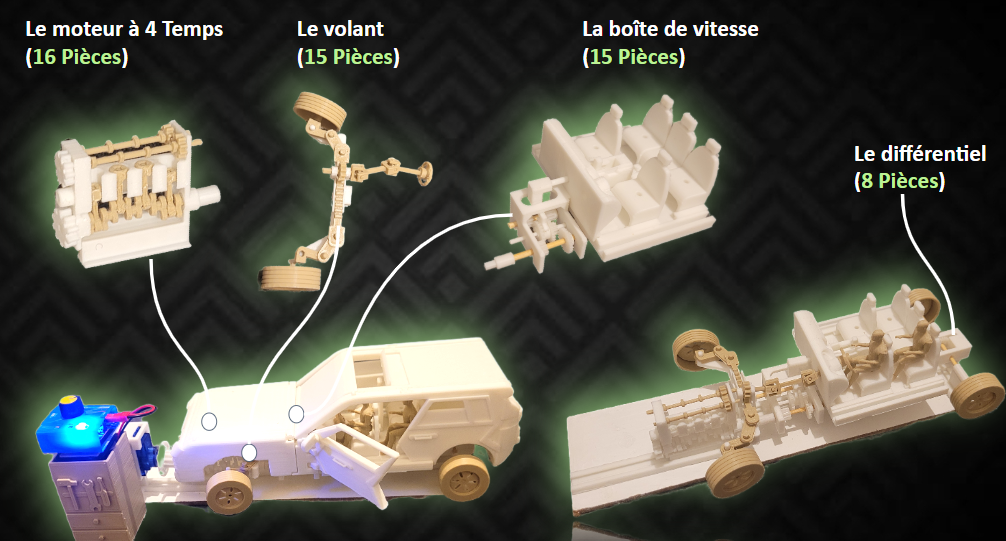 Le moteur à 4 Temps
(16 Pièces)
Le volant
(15 Pièces)
La boîte de vitesse
(15 Pièces)
Le différentiel
(8 Pièces)